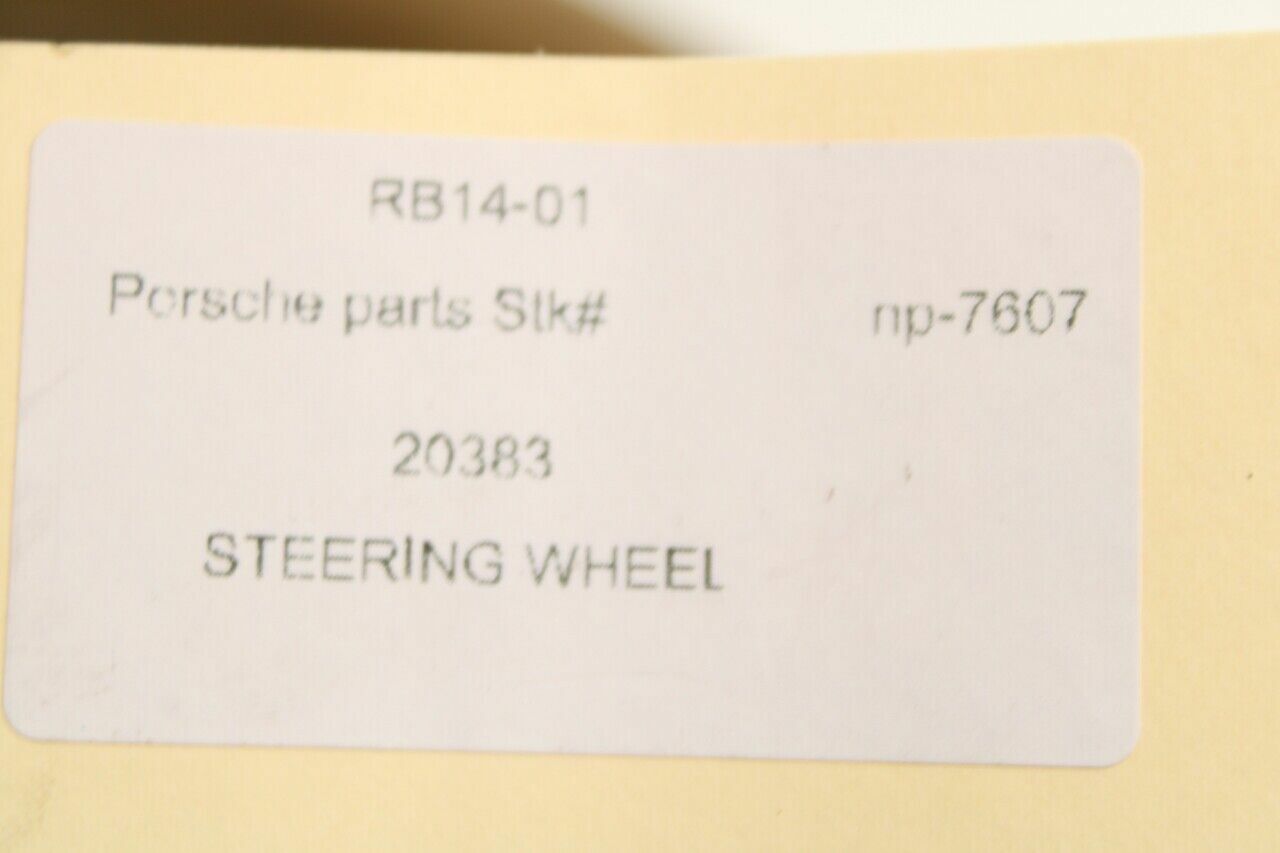 RB14-01
Porsche parts Stk# np-7607
20383
STEERING WHEEL